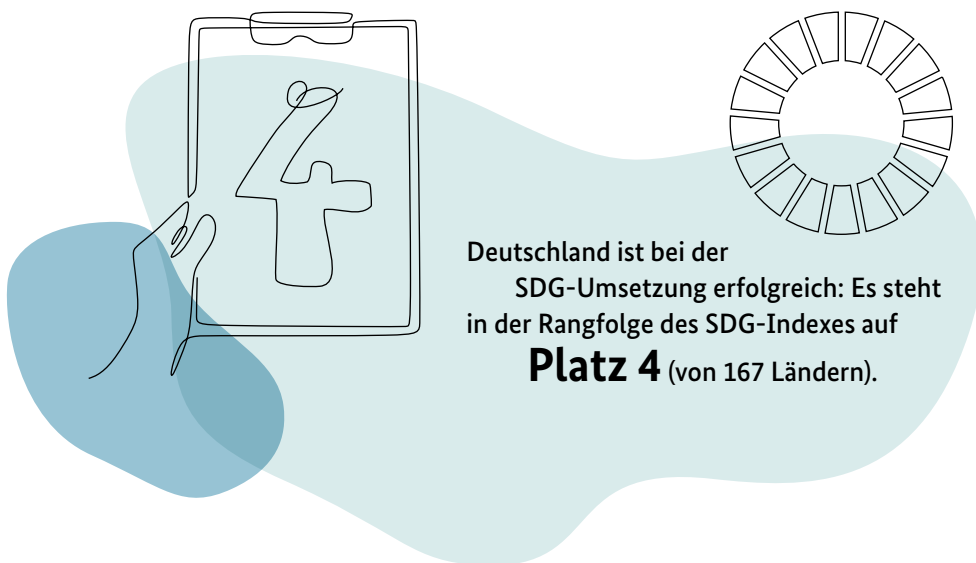 4
Deutschland ist bei der
SDG-Umsetzung erfolgreich: Es steht
in der Rangfolge des SDG-Indexes auf
Platz 4 (von 167 Ländern).